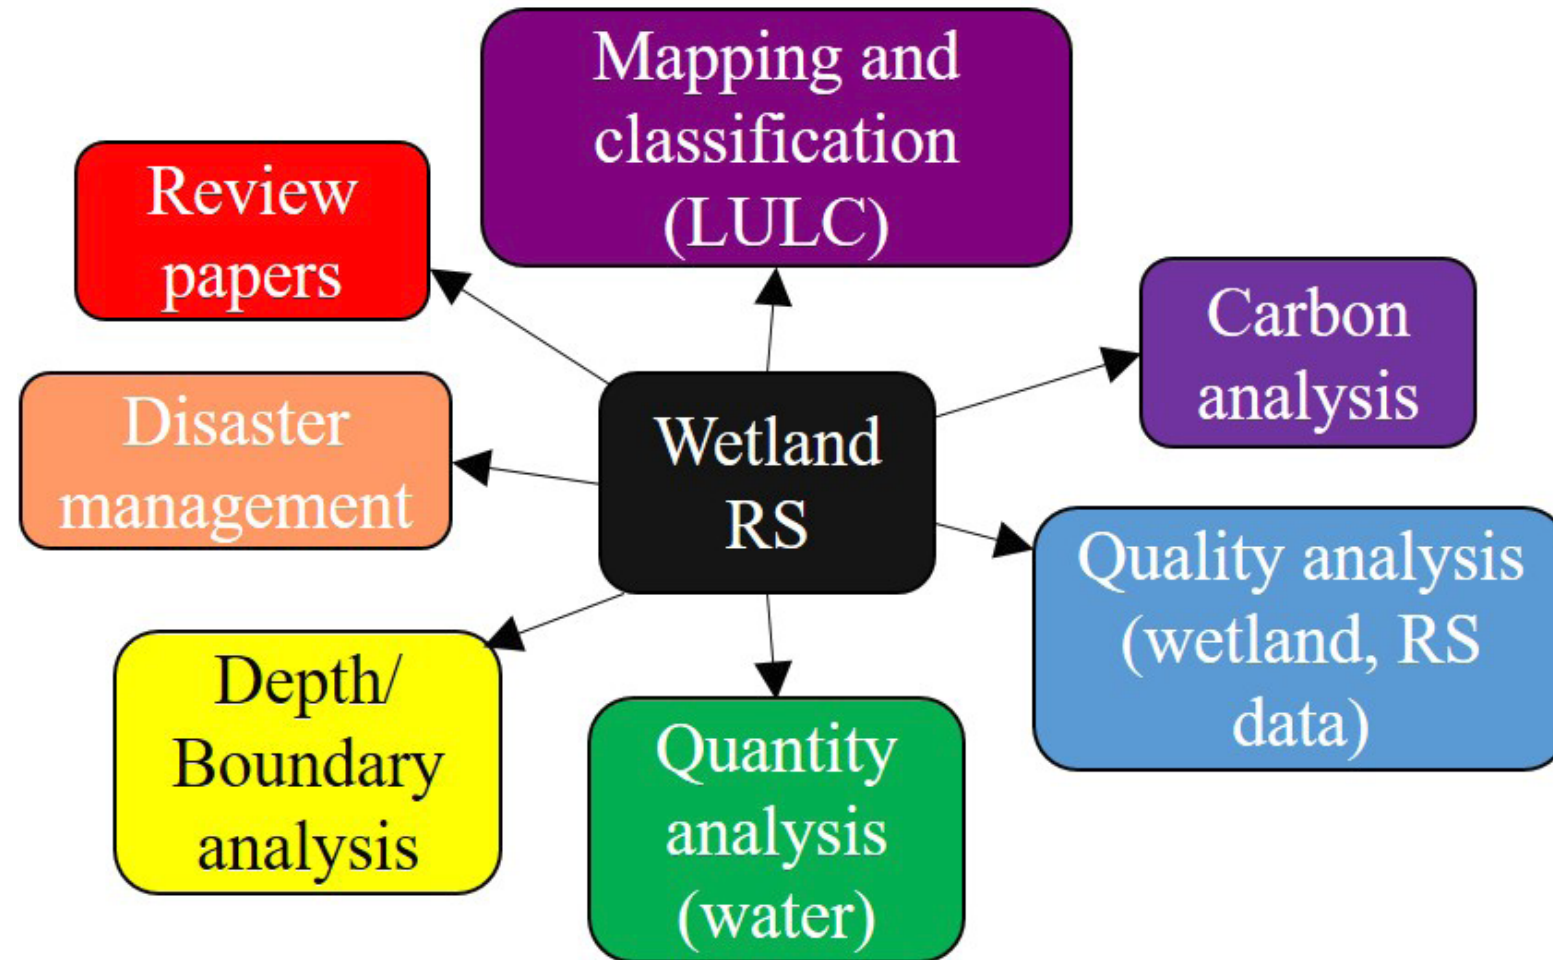 Mapping and
classification
(LULC)
Review
papers
Carbon
analysis
Disaster
management
Wetland
RS
Quality analysis
(wetland, RS
data)
Depth/
Boundary
analysis
Quantity
analysis
(water)